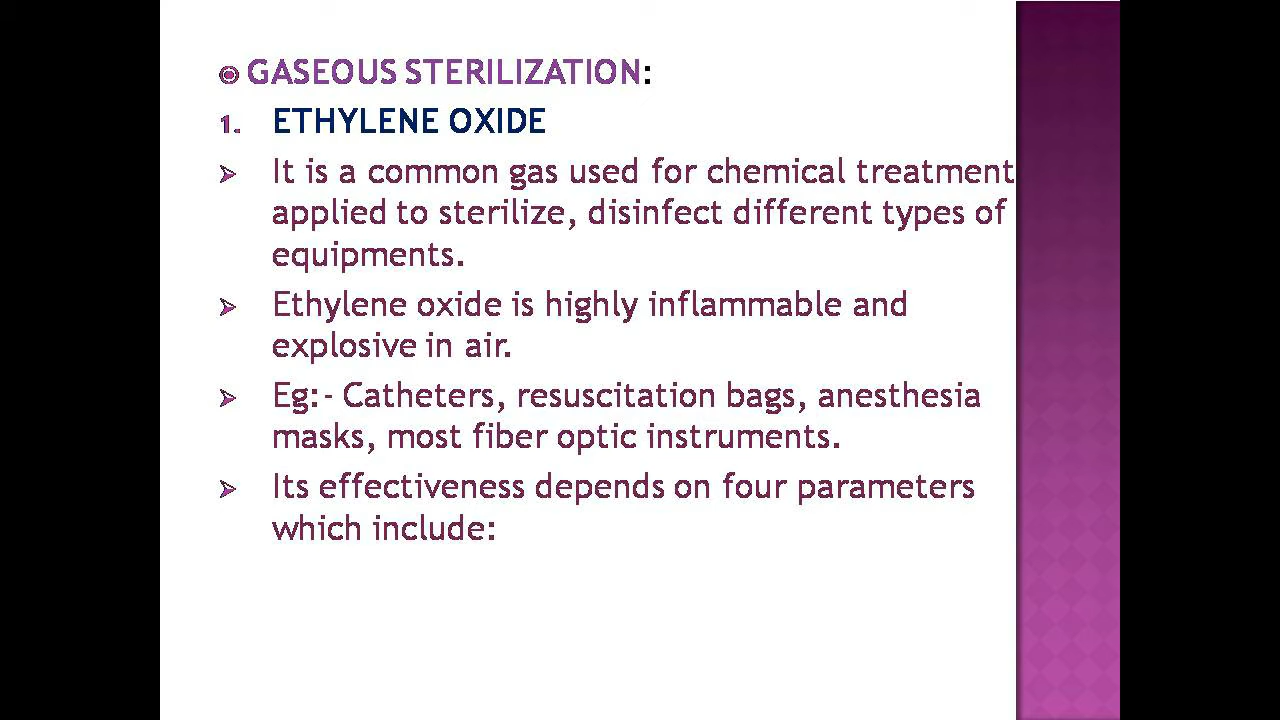 GASEOUS STERILIZATION:
1. ETHYLENE OXIDE
It is a common gas used for chemical treatment
applied to sterilize, disinfect different types of
equipments.
Ethylene oxide is highly inflammable and
explosive in air.
Eg:- Catheters, resuscitation bags, anesthesia
masks, most fiber optic instruments.
Its effectiveness depends on four parameters
which include: